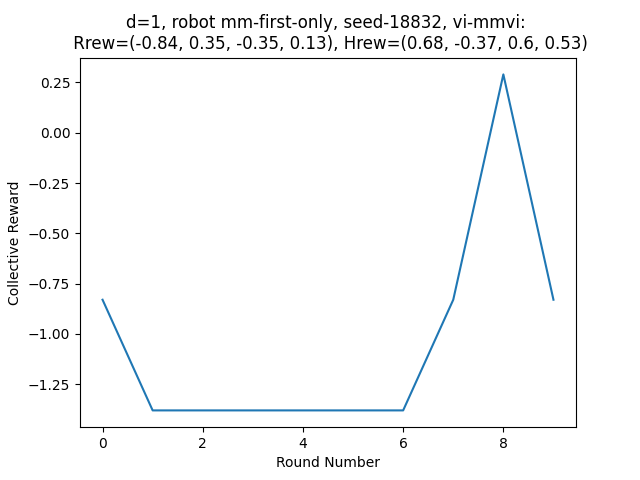 d=1, robot mm-first-only, seed-18832, vi-mmvi:
Rrew=(-0.84, 0.35, -0.35, 0.13), Hrew=(0.68, -0.37, 0.6, 0.53)
0.25
0.00
−0.25
−0.50
−0.75
−1.00
−1.25
Collective Reward
0 2 4 6 8
Round Number